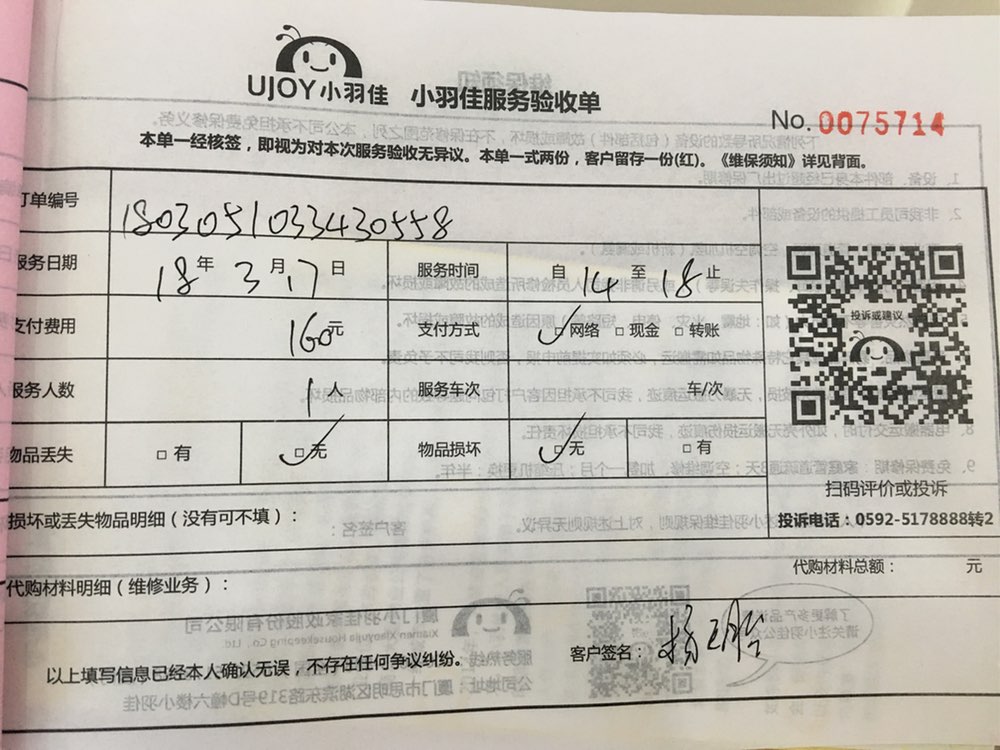 UJOY小羽佳 小羽佳服务验收单
No. 0075714
本单一经核签，即视为对本次服务验收无异议。本单一式两份，客户留存一份(红)。《维保须知》详见背面。
订单编号 1803051033430558
服务日期 18年3月17日 服务时间 自14至18止
支付费用 160元 支付方式 ✓□网络 □现金 □转账
服务人数 1人 服务车次 车/次
物品丢失 □有 ✓□无 物品损坏 ✓□无 □有
投诉或建议
扫码评价或投诉
损坏或丢失物品明细（没有可不填）：
投诉电话：0592-5178888转2
代购材料明细（维修业务）：
代购材料总额： 元
以上填写信息已经本人确认无误，不存在任何争议纠纷。
客户签名：